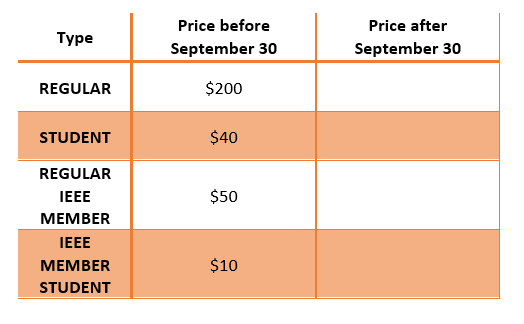 Type
Price before
September 30
Price after
September 30
REGULAR
$200
STUDENT
$40
REGULAR
IEEE
MEMBER
$50
IEEE
MEMBER
STUDENT
$10